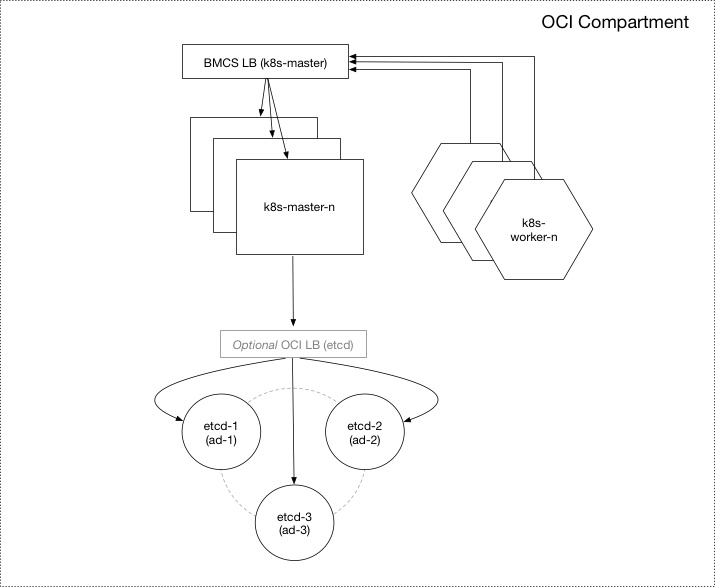 OCI Compartment
BMCS LB (k8s-master)
k8s-master-n
k8s-
worker-n
Optional OCI LB (etcd)
etcd-1
(ad-1)
etcd-2
(ad-2)
etcd-3
(ad-3)